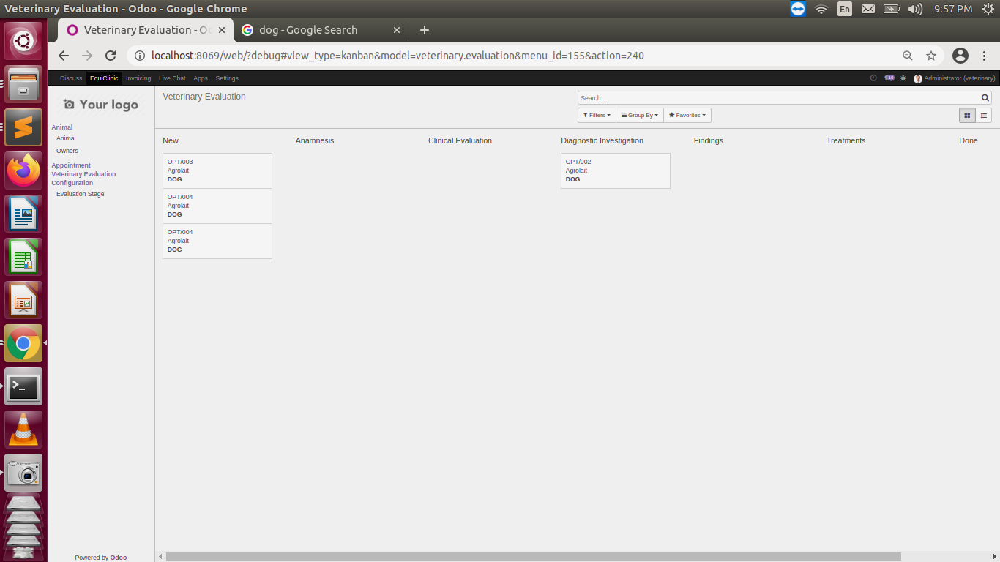 Veterinary Evaluation - Odoo - Google Chrome
En
9:57 PM
Veterinary Evaluation - Od
dog - Google Search
localhost:8069/web/?debug#view_type=kanban&model=veterinary.evaluation&menu_id=155&action=240
Discuss EquiClinic Invoicing Live Chat Apps Settings
10
Administrator (veterinary)
Your logo
Veterinary Evaluation
Search...
Filters Group By Favorites
Animal
Animal
Owners
Appointment
Veterinary Evaluation
Configuration
Evaluation Stage
New Anamnesis Clinical Evaluation Diagnostic Investigation Findings Treatments Done
OPT/003
Agrolait
DOG
OPT/004
Agrolait
DOG
OPT/004
Agrolait
DOG
OPT/002
Agrolait
DOG
Powered by Odoo